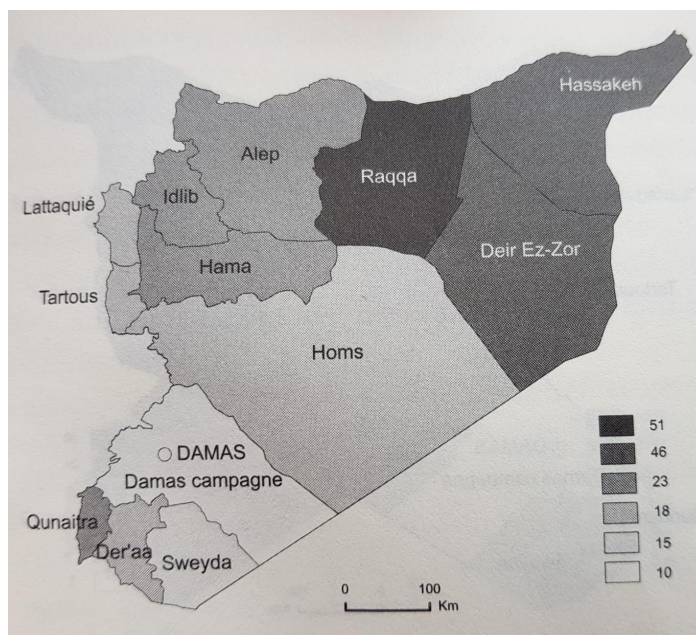 Hassakeh
Alep
Raqqa
Idlib
Lattaquié
Deir Ez-Zor
Hama
Tartous
Homs
DAMAS
Damas campagne
Qunaitra
Der'aa
Sweyda
51
46
23
18
15
10
0 100
Km